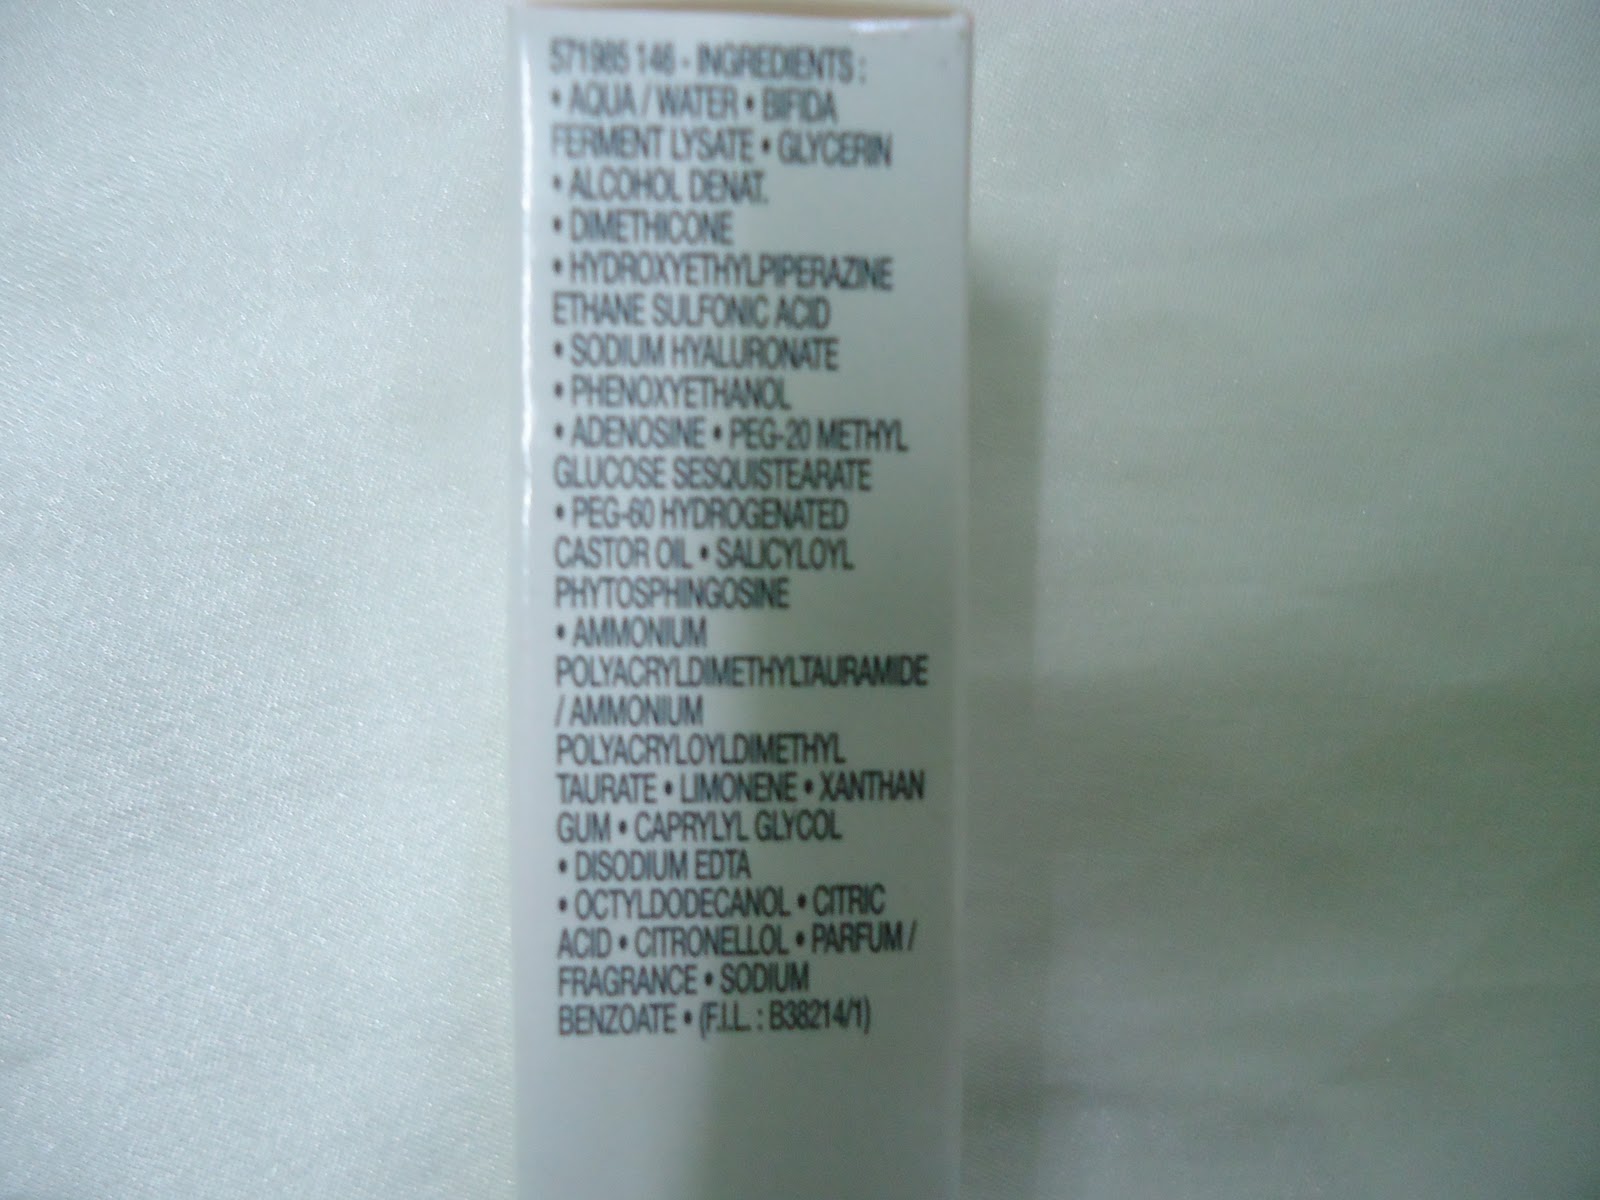 571985 146 - INGREDIENTS :
• AQUA / WATER • BIFIDA
FERMENT LYSATE • GLYCERIN
• ALCOHOL DENAT.
• DIMETHICONE
• HYDROXYETHYLPIPERAZINE
ETHANE SULFONIC ACID
• SODIUM HYALURONATE
• PHENOXYETHANOL
• ADENOSINE • PEG-20 METHYL
GLUCOSE SESQUISTEARATE
• PEG-60 HYDROGENATED
CASTOR OIL • SALICYLOYL
PHYTOSPHINGOSINE
• AMMONIUM
POLYACRYLDIMETHYLTAURAMIDE
/ AMMONIUM
POLYACRYLOYLDIMETHYL
TAURATE • LIMONENE • XANTHAN
GUM • CAPRYLYL GLYCOL
• DISODIUM EDTA
• OCTYLDODECANOL • CITRIC
ACID • CITRONELLOL • PARFUM /
FRAGRANCE • SODIUM
BENZOATE • (F.I.L. : B38214/1)